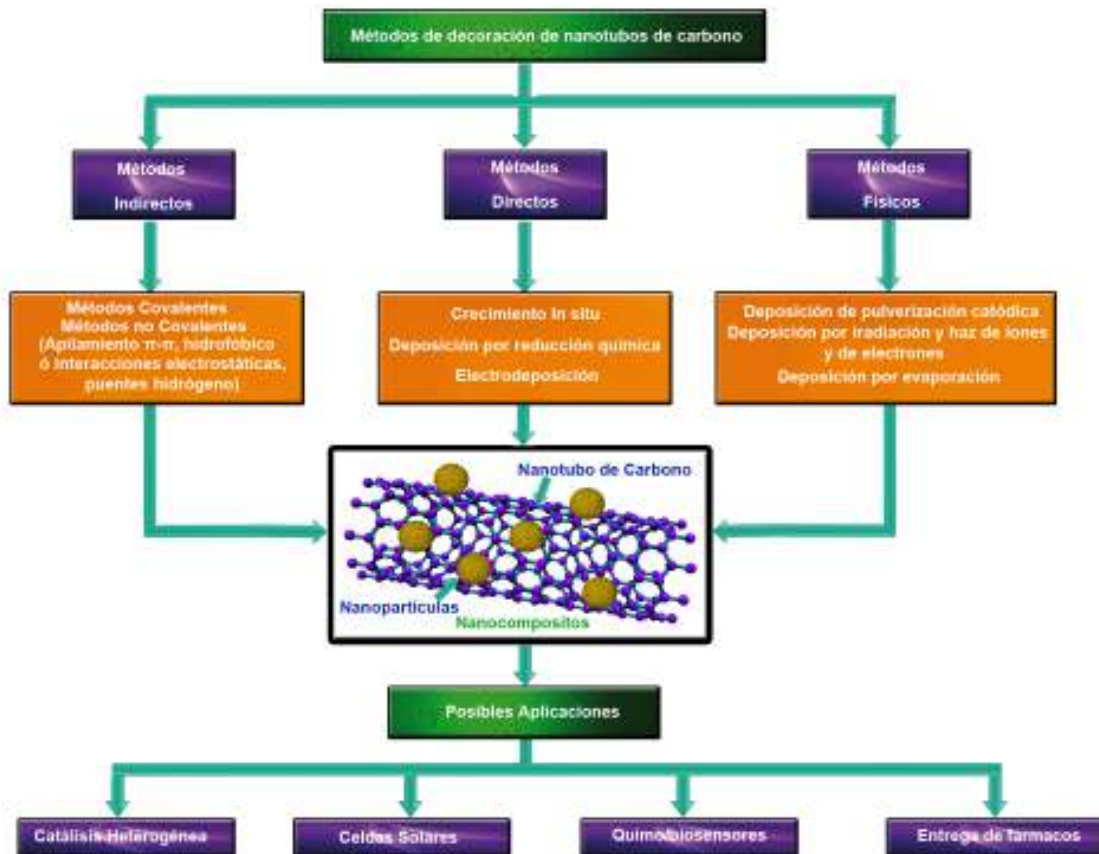 Métodos de decoración de nanotubos de carbono
Métodos
Indirectos
Métodos
Directos
Métodos
Físicos
Métodos Covalentes
Métodos no Covalentes
(Apilamiento π-π, hidrofóbico
ó Interacciones electrostáticas,
puentes hidrógeno)
Crecimiento In situ
Deposición por reducción química
Electrodeposición
Deposición de pulverización catódica
Deposición por irradiación y haz de iones
y de electrones
Deposición por evaporación
Nanotubo de Carbono
Nanopartículas
Nanocompositos
Posibles Aplicaciones
Catálisis Heterogénea
Celdas Solares
Quimo/biosensores
Entrega de fármacos